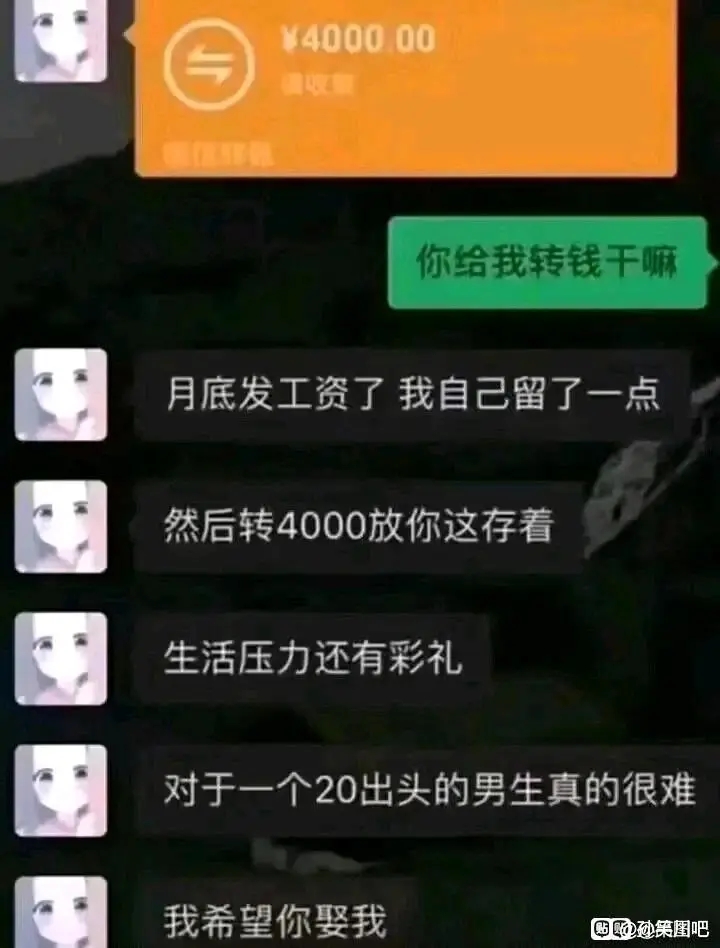 ¥4000.00
请收款
微信转账
你给我转钱干嘛
月底发工资了 我自己留了一点
然后转4000放你这存着
生活压力还有彩礼
对于一个20出头的男生真的很难
我希望你娶我